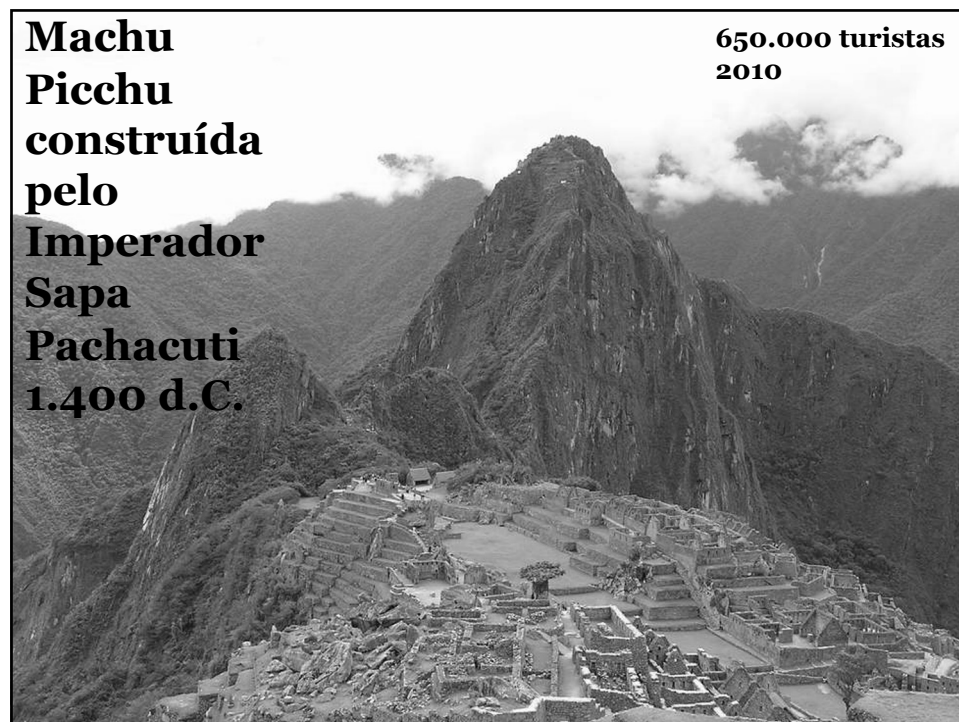 Machu
Picchu
construída
pelo
Imperador
Sapa
Pachacuti
1.400 d.C.
650.000 turistas
2010